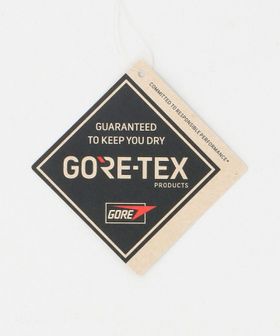 GUARANTEED
TO KEEP YOU DRY
GORE-TEX
PRODUCTS
GORE
COMMITTED TO RESPONSIBLE PERFORMANCE